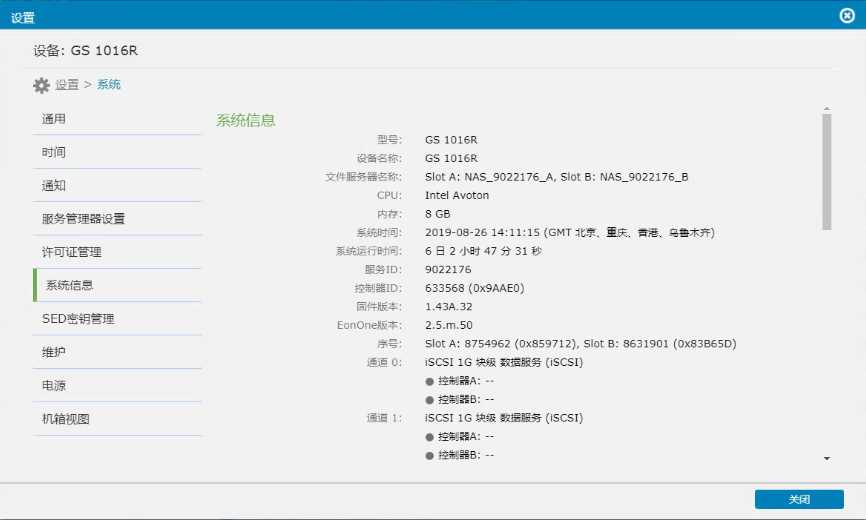 设置
设备: GS 1016R
设置 > 系统
通用
时间
通知
服务管理器设置
许可证管理
系统信息
SED密钥管理
维护
电源
机箱视图
系统信息
型号: GS 1016R
设备名称: GS 1016R
文件服务器名称: Slot A: NAS_9022176_A, Slot B: NAS_9022176_B
CPU: Intel Avoton
内存: 8 GB
系统时间: 2019-08-26 14:11:15 (GMT 北京、重庆、香港、乌鲁木齐)
系统运行时间: 6 日 2 小时 47 分 31 秒
服务ID: 9022176
控制器ID: 633568 (0x9AAE0)
固件版本: 1.43A.32
EonOne版本: 2.5.m.50
序号: Slot A: 8754962 (0x859712), Slot B: 8631901 (0x83B65D)
通道 0: iSCSI 1G 块级 数据服务 (iSCSI)
控制器A: --
控制器B: --
通道 1: iSCSI 1G 块级 数据服务 (iSCSI)
控制器A: --
控制器B: --
关闭